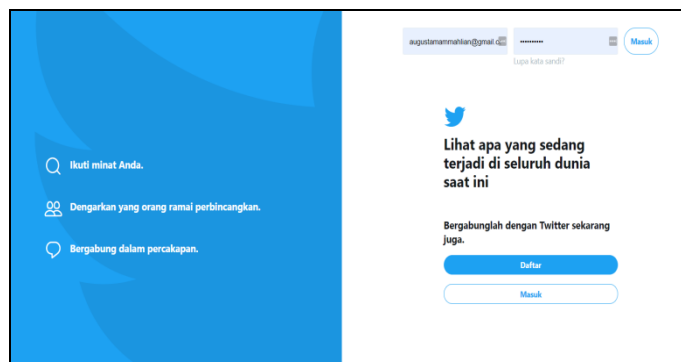 augustamammahlian@gmail.c
Masuk
Lupa kata sandi?
Ikuti minat Anda.
Dengarkan yang orang ramai perbincangkan.
Bergabung dalam percakapan.
Lihat apa yang sedang
terjadi di seluruh dunia
saat ini
Bergabunglah dengan Twitter sekarang
juga.
Daftar
Masuk